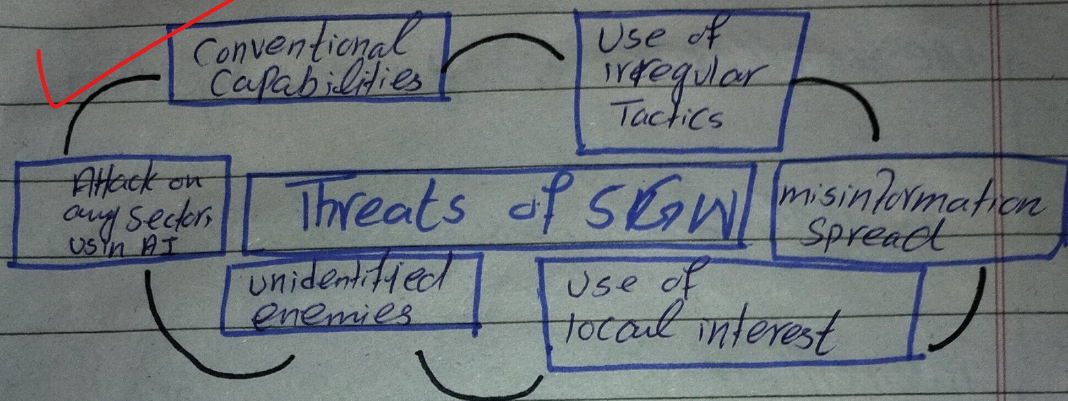 Conventional
Capabilities
Use of
irregular
Tactics
Attack on
any sectors
usin AI
Threats of 5GW
misinformation
Spread
unidentified
enemies
Use of
local interest